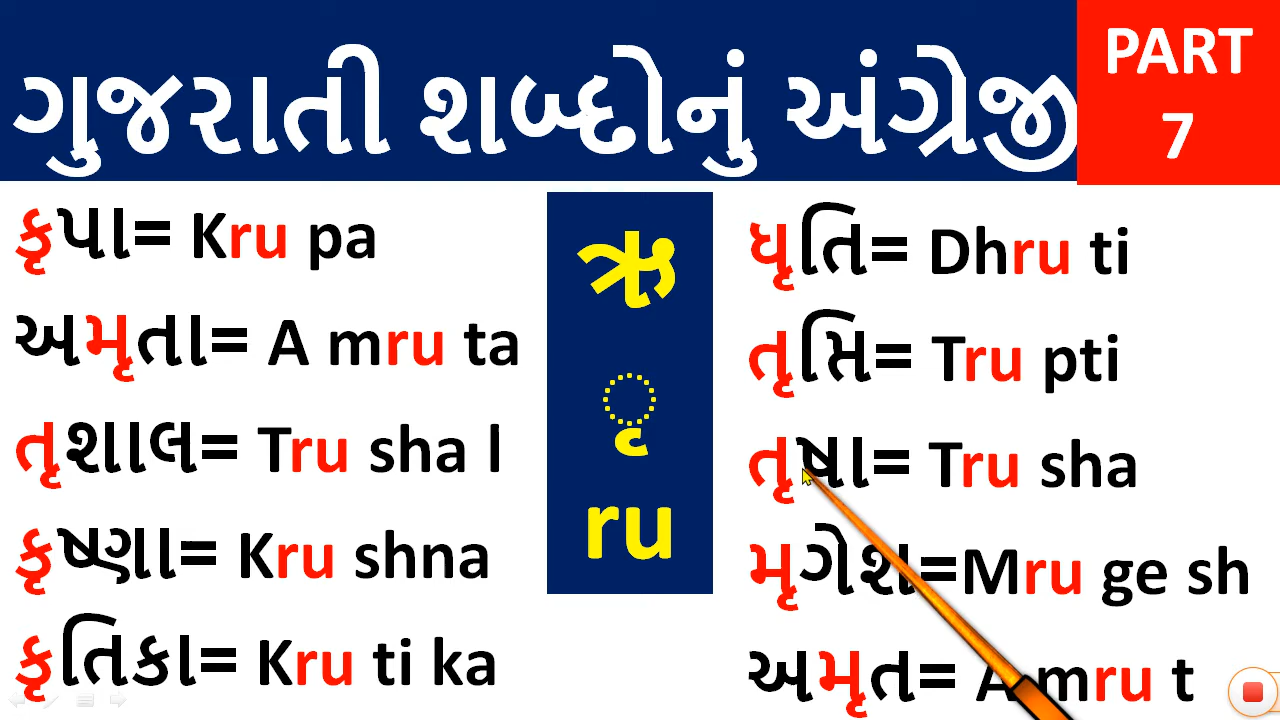 ગુજરાતી શબ્દોનું અંગ્રેજી
PART
7
કૃપા= Kru pa
અમૃતા= A mru ta
તૃશાલ= Tru sha l
કૃષ્ણા= Kru shna
કૃતિકા= Kru ti ka
ઋ
ૃ
ru
ધૃતિ= Dhru ti
તૃપ્તિ= Tru pti
તૃષા= Tru sha
મૃગેશ=Mru ge sh
અમૃત= A mru t